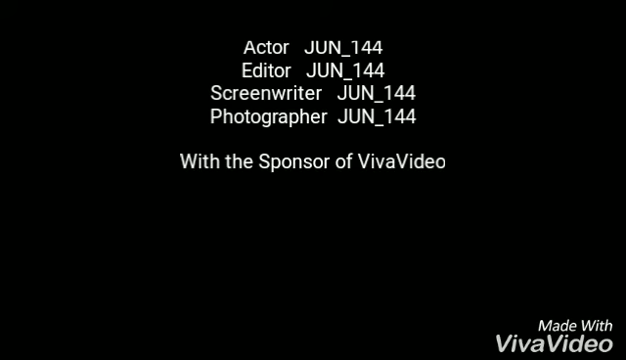 Actor JUN_144
Editor JUN_144
Screenwriter JUN_144
Photographer JUN_144
With the Sponsor of VivaVideo
Made With
VivaVideo